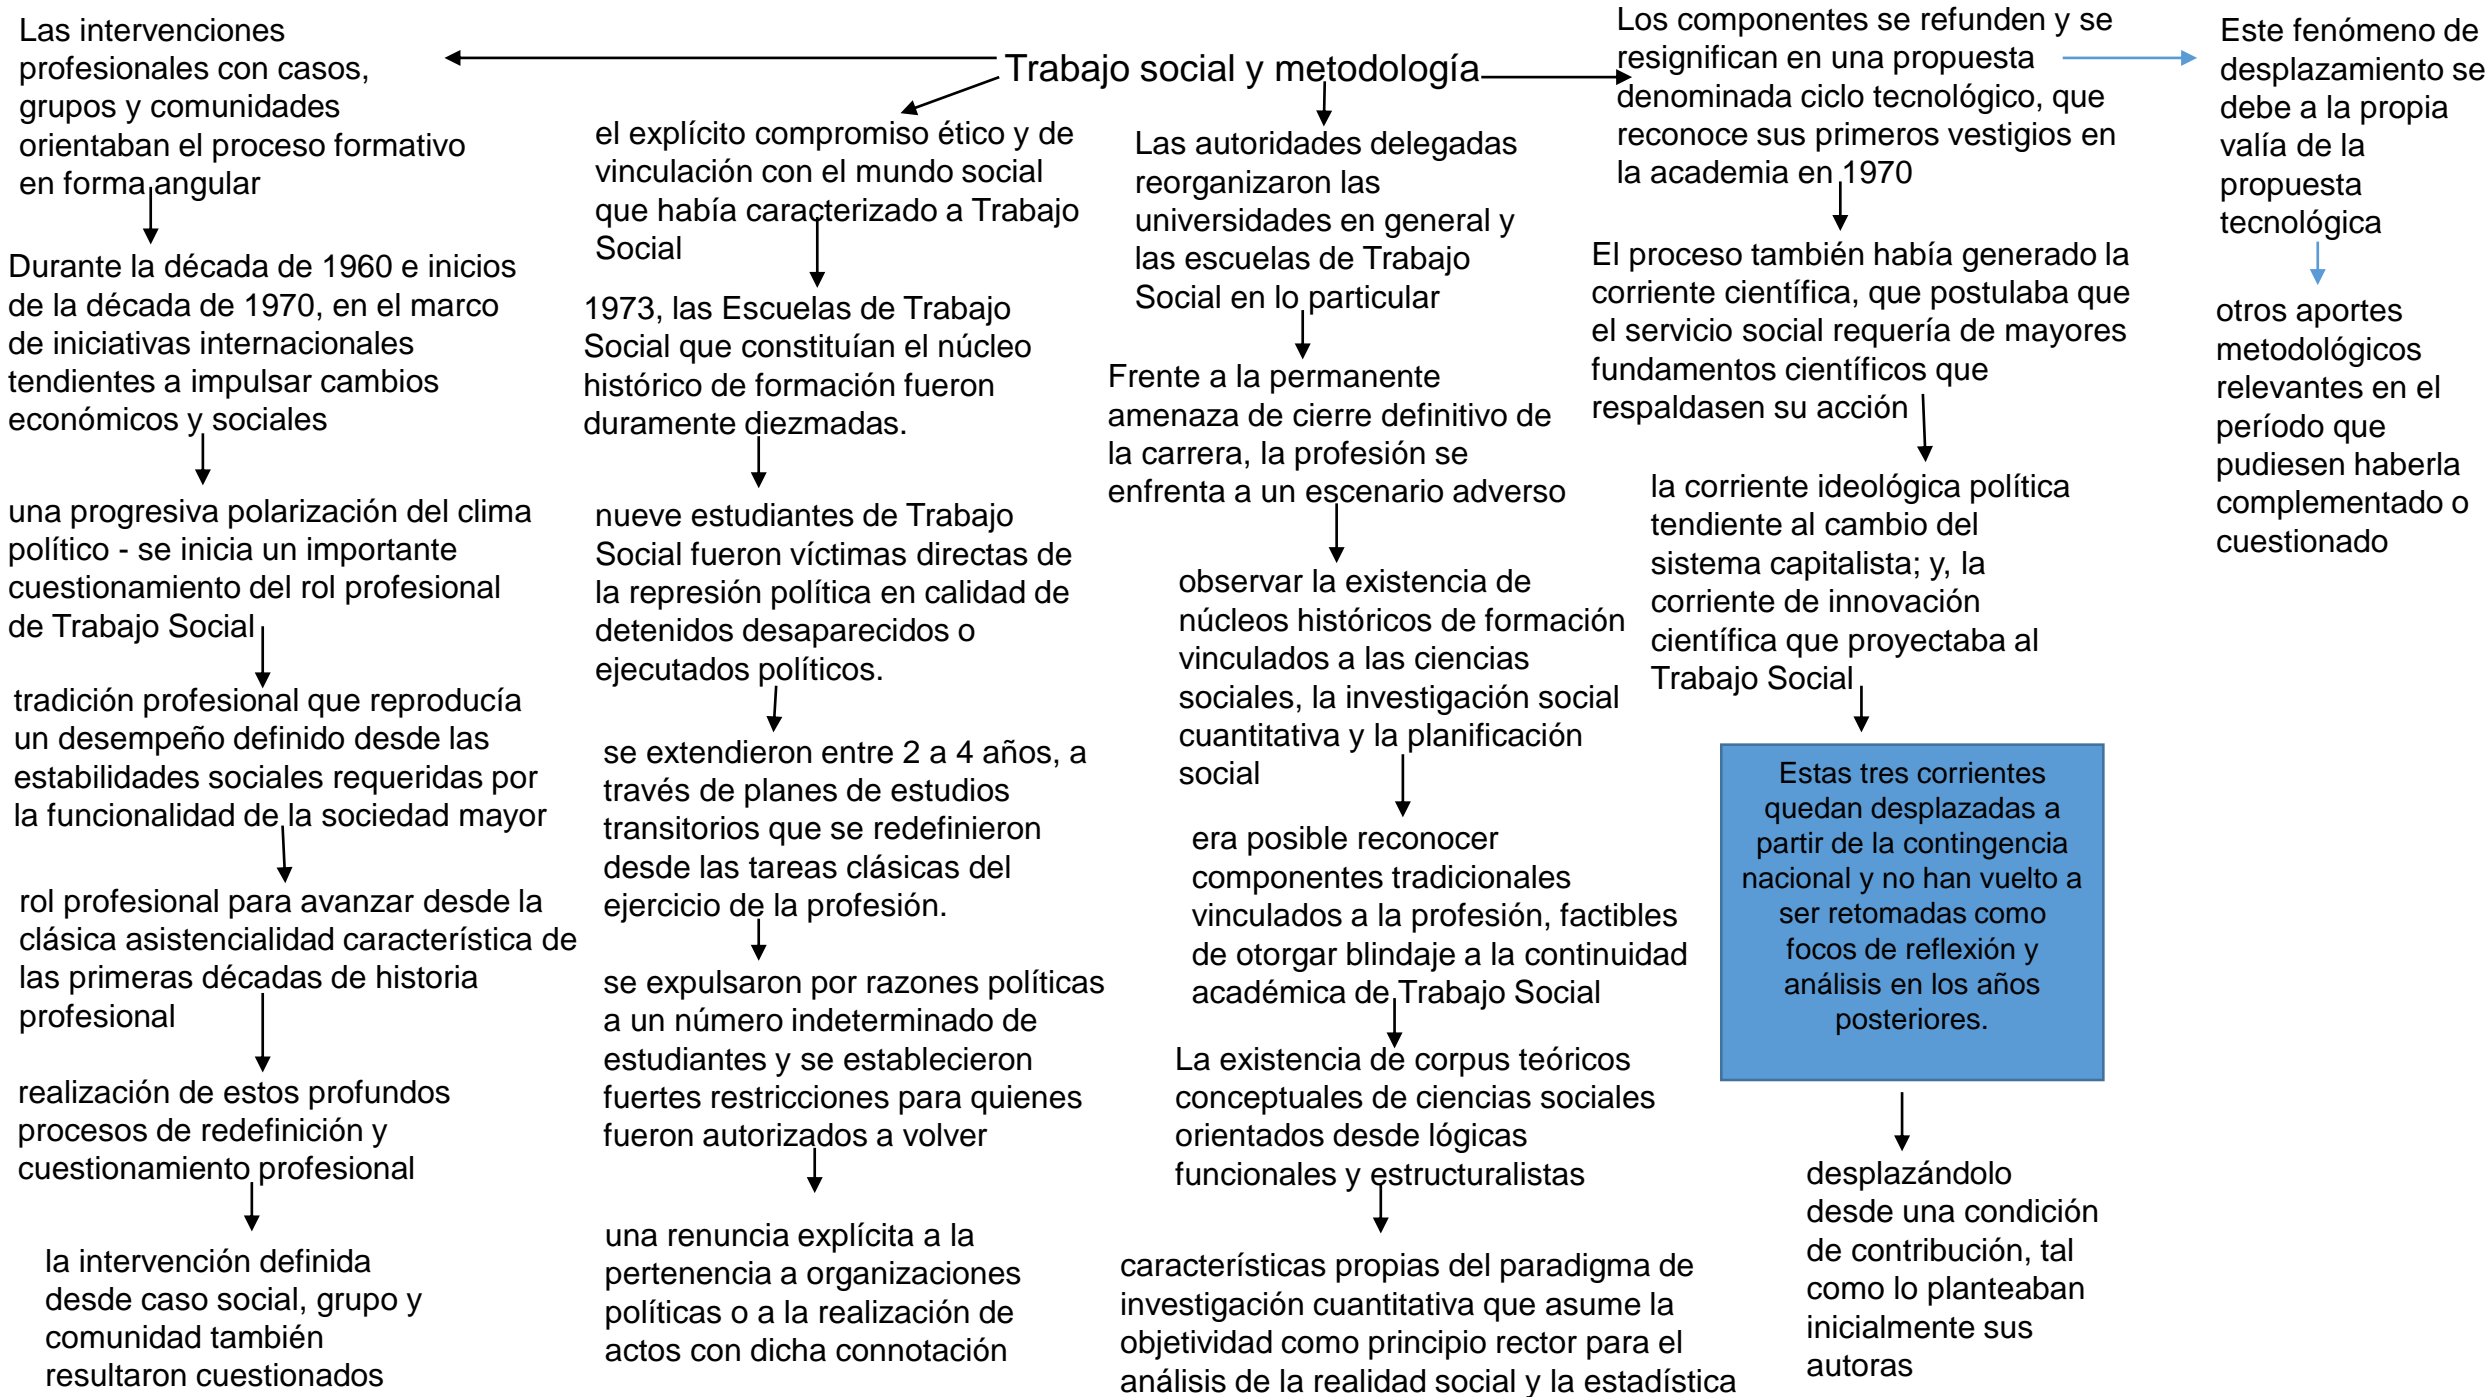 Trabajo social y metodología
Las intervenciones
profesionales con casos,
grupos y comunidades
orientaban el proceso formativo
en forma angular
Durante la década de 1960 e inicios
de la década de 1970, en el marco
de iniciativas internacionales
tendientes a impulsar cambios
económicos y sociales
una progresiva polarización del clima
político - se inicia un importante
cuestionamiento del rol profesional
de Trabajo Social
tradición profesional que reproducía
un desempeño definido desde las
estabilidades sociales requeridas por
la funcionalidad de la sociedad mayor
rol profesional para avanzar desde la
clásica asistencialidad característica de
las primeras décadas de historia
profesional
realización de estos profundos
procesos de redefinición y
cuestionamiento profesional
la intervención definida
desde caso social, grupo y
comunidad también
resultaron cuestionados
el explícito compromiso ético y de
vinculación con el mundo social
que había caracterizado a Trabajo
Social
1973, las Escuelas de Trabajo
Social que constituían el núcleo
histórico de formación fueron
duramente diezmadas.
nueve estudiantes de Trabajo
Social fueron víctimas directas de
la represión política en calidad de
detenidos desaparecidos o
ejecutados políticos.
se extendieron entre 2 a 4 años, a
través de planes de estudios
transitorios que se redefinieron
desde las tareas clásicas del
ejercicio de la profesión.
se expulsaron por razones políticas
a un número indeterminado de
estudiantes y se establecieron
fuertes restricciones para quienes
fueron autorizados a volver
una renuncia explícita a la
pertenencia a organizaciones
políticas o a la realización de
actos con dicha connotación
Las autoridades delegadas
reorganizaron las
universidades en general y
las escuelas de Trabajo
Social en lo particular
Frente a la permanente
amenaza de cierre definitivo de
la carrera, la profesión se
enfrenta a un escenario adverso
observar la existencia de
núcleos históricos de formación
vinculados a las ciencias
sociales, la investigación social
cuantitativa y la planificación
social
era posible reconocer
componentes tradicionales
vinculados a la profesión, factibles
de otorgar blindaje a la continuidad
académica de Trabajo Social
La existencia de corpus teóricos
conceptuales de ciencias sociales
orientados desde lógicas
funcionales y estructuralistas
características propias del paradigma de
investigación cuantitativa que asume la
objetividad como principio rector para el
análisis de la realidad social y la estadística
Los componentes se refunden y se
resignifican en una propuesta
denominada ciclo tecnológico, que
reconoce sus primeros vestigios en
la academia en 1970
El proceso también había generado la
corriente científica, que postulaba que
el servicio social requería de mayores
fundamentos científicos que
respaldasen su acción
la corriente ideológica política
tendiente al cambio del
sistema capitalista; y, la
corriente de innovación
científica que proyectaba al
Trabajo Social
Estas tres corrientes
quedan desplazadas a
partir de la contingencia
nacional y no han vuelto a
ser retomadas como
focos de reflexión y
análisis en los años
posteriores.
desplazándolo
desde una condición
de contribución, tal
como lo planteaban
inicialmente sus
autoras
Este fenómeno de
desplazamiento se
debe a la propia
valía de la
propuesta
tecnológica
otros aportes
metodológicos
relevantes en el
período que
pudiesen haberla
complementado o
cuestionado